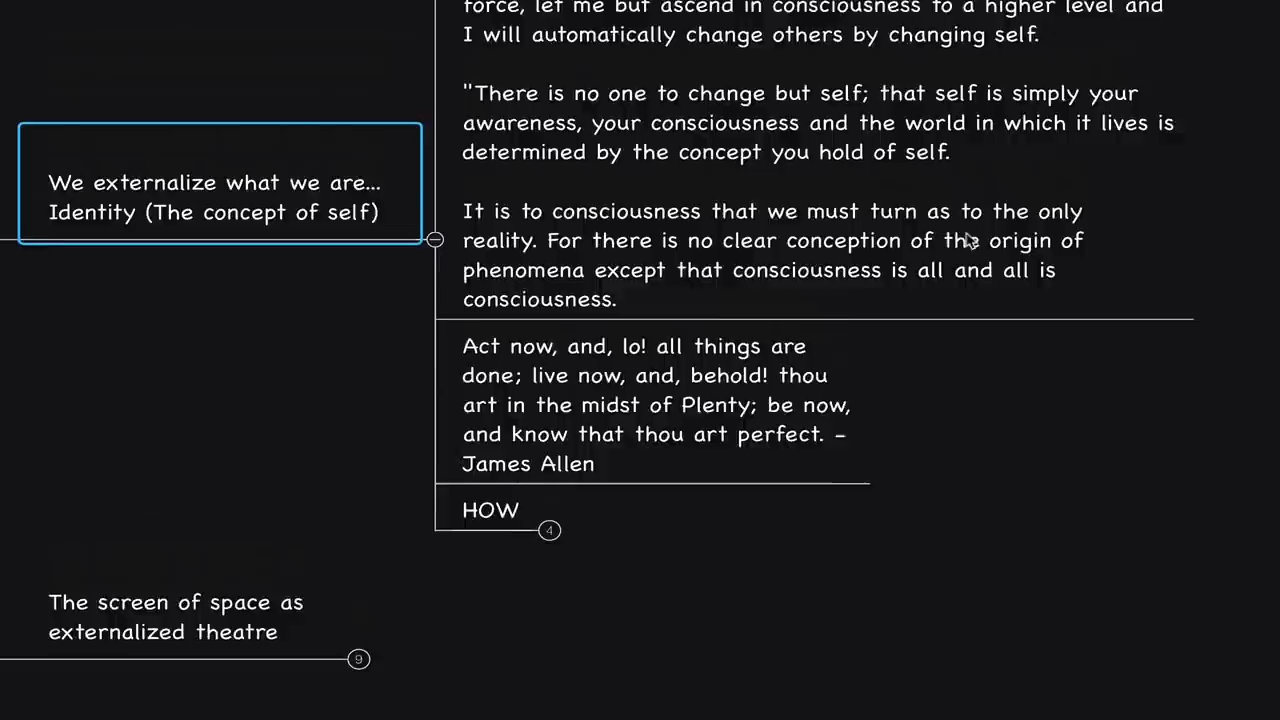 force, let me but ascend in consciousness to a higher level and
I will automatically change others by changing self.
"There is no one to change but self; that self is simply your
awareness, your consciousness and the world in which it lives is
determined by the concept you hold of self.
It is to consciousness that we must turn as to the only
reality. For there is no clear conception of the origin of
phenomena except that consciousness is all and all is
consciousness.
We externalize what we are...
Identity (The concept of self)
Act now, and, lo! all things are
done; live now, and, behold! thou
art in the midst of Plenty; be now,
and know that thou art perfect. –
James Allen
HOW
4
The screen of space as
externalized theatre
9